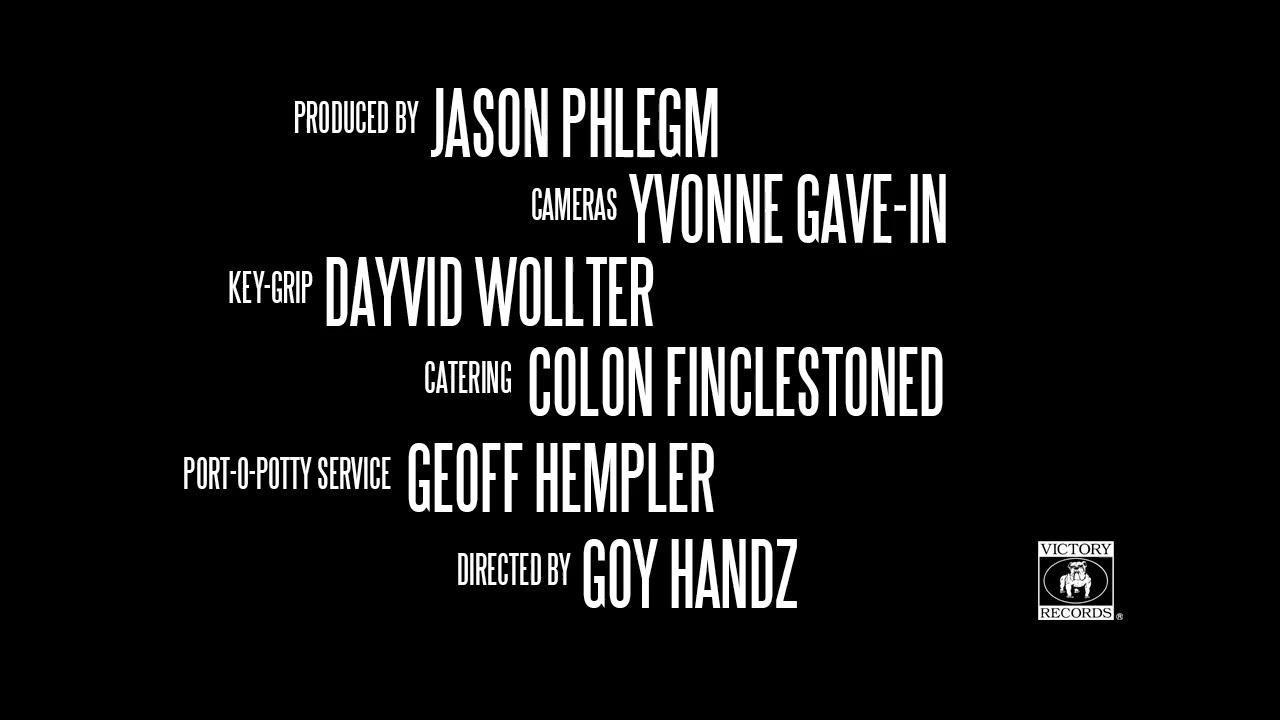 PRODUCED BY JASON PHLEGM
CAMERAS YVONNE GAVE-IN
KEY-GRIP DAYVID WOLLTER
CATERING COLON FINCLESTONED
PORT-O-POTTY SERVICE GEOFF HEMPLER
DIRECTED BY GOY HANDZ
VICTORY
RECORDS ®